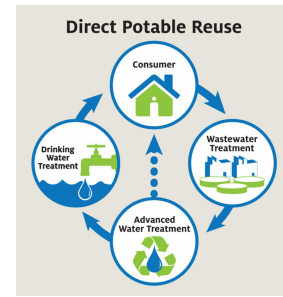 Direct Potable Reuse
Consumer
Wastewater
Treatment
Drinking
Water
Treatment
Advanced
Water Treatment